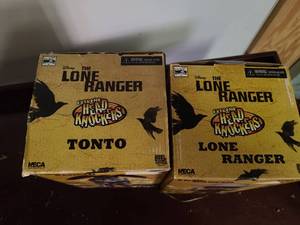 Disney
THE
LONE RANGER
EXTREME
HEAD
KNOCKERS
TONTO
NECA
Disney
THE
LONE RANGER
EXTREME
HEAD
KNOCKERS
LONE
RANGER
NECA